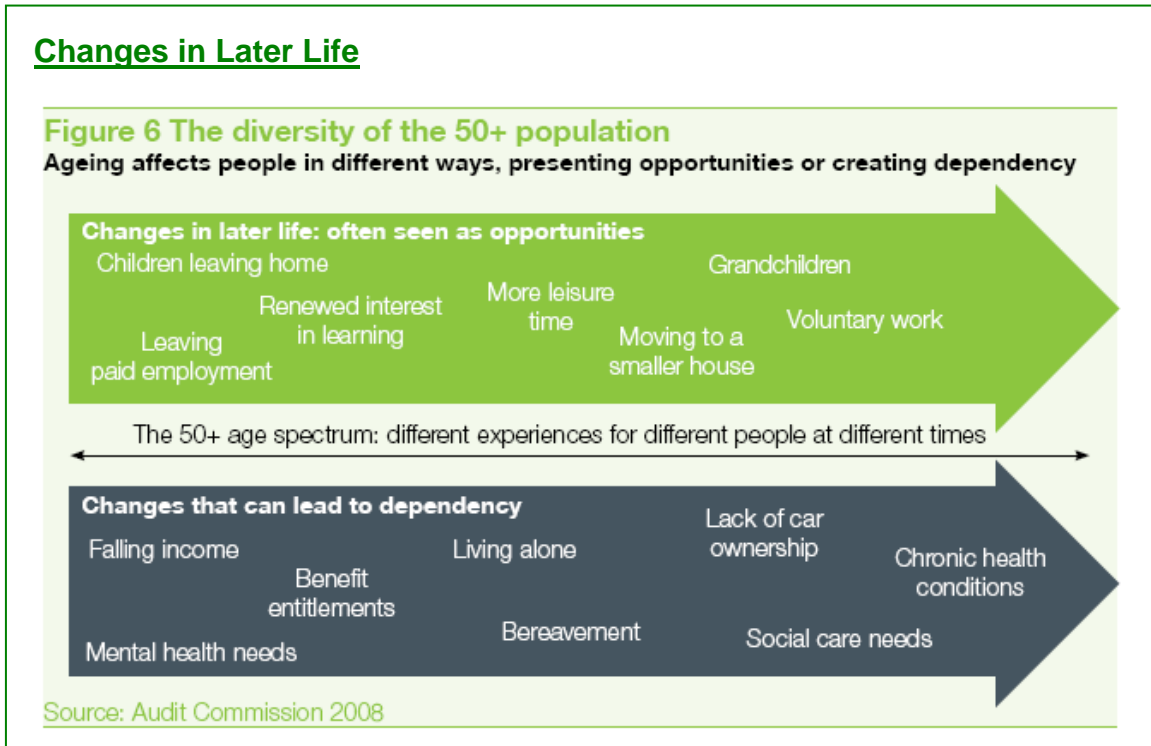 Changes in Later Life
Figure 6 The diversity of the 50+ population
Ageing affects people in different ways, presenting opportunities or creating dependency
Changes in later life: often seen as opportunities
Children leaving home
Grandchildren
Renewed interest
in learning
More leisure
time
Voluntary work
Leaving
paid employment
Moving to a
smaller house
The 50+ age spectrum: different experiences for different people at different times
Changes that can lead to dependency
Falling income
Living alone
Lack of car
ownership
Benefit
entitlements
Chronic health
conditions
Mental health needs
Bereavement
Social care needs
Source: Audit Commission 2008